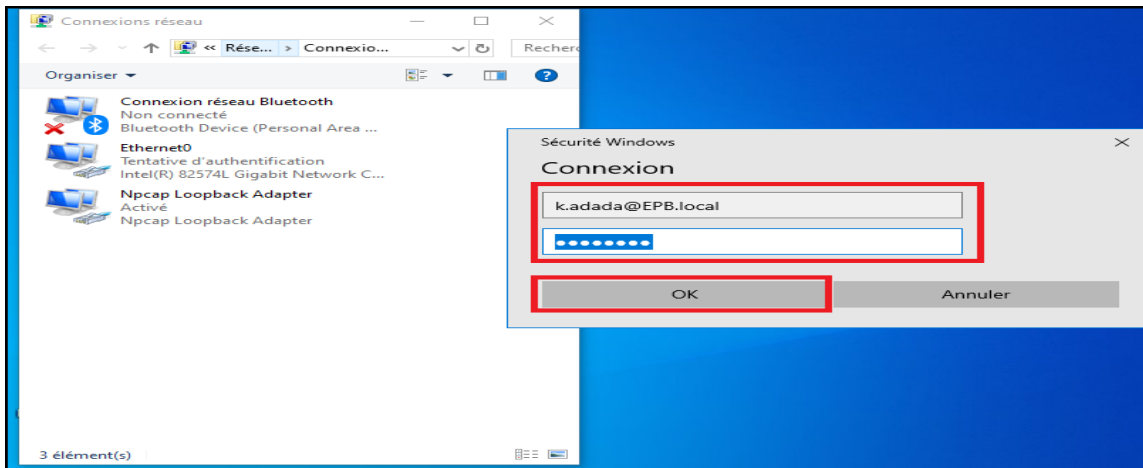 Connexions réseau
« Rése... > Connexio...
Recherc
Organiser
Connexion réseau Bluetooth
Non connecté
Bluetooth Device (Personal Area ...
Ethernet0
Tentative d'authentification
Intel(R) 82574L Gigabit Network C...
Npcap Loopback Adapter
Activé
Npcap Loopback Adapter
3 élément(s)
Sécurité Windows
Connexion
k.adada@EPB.local
●●●●●●●●
OK
Annuler